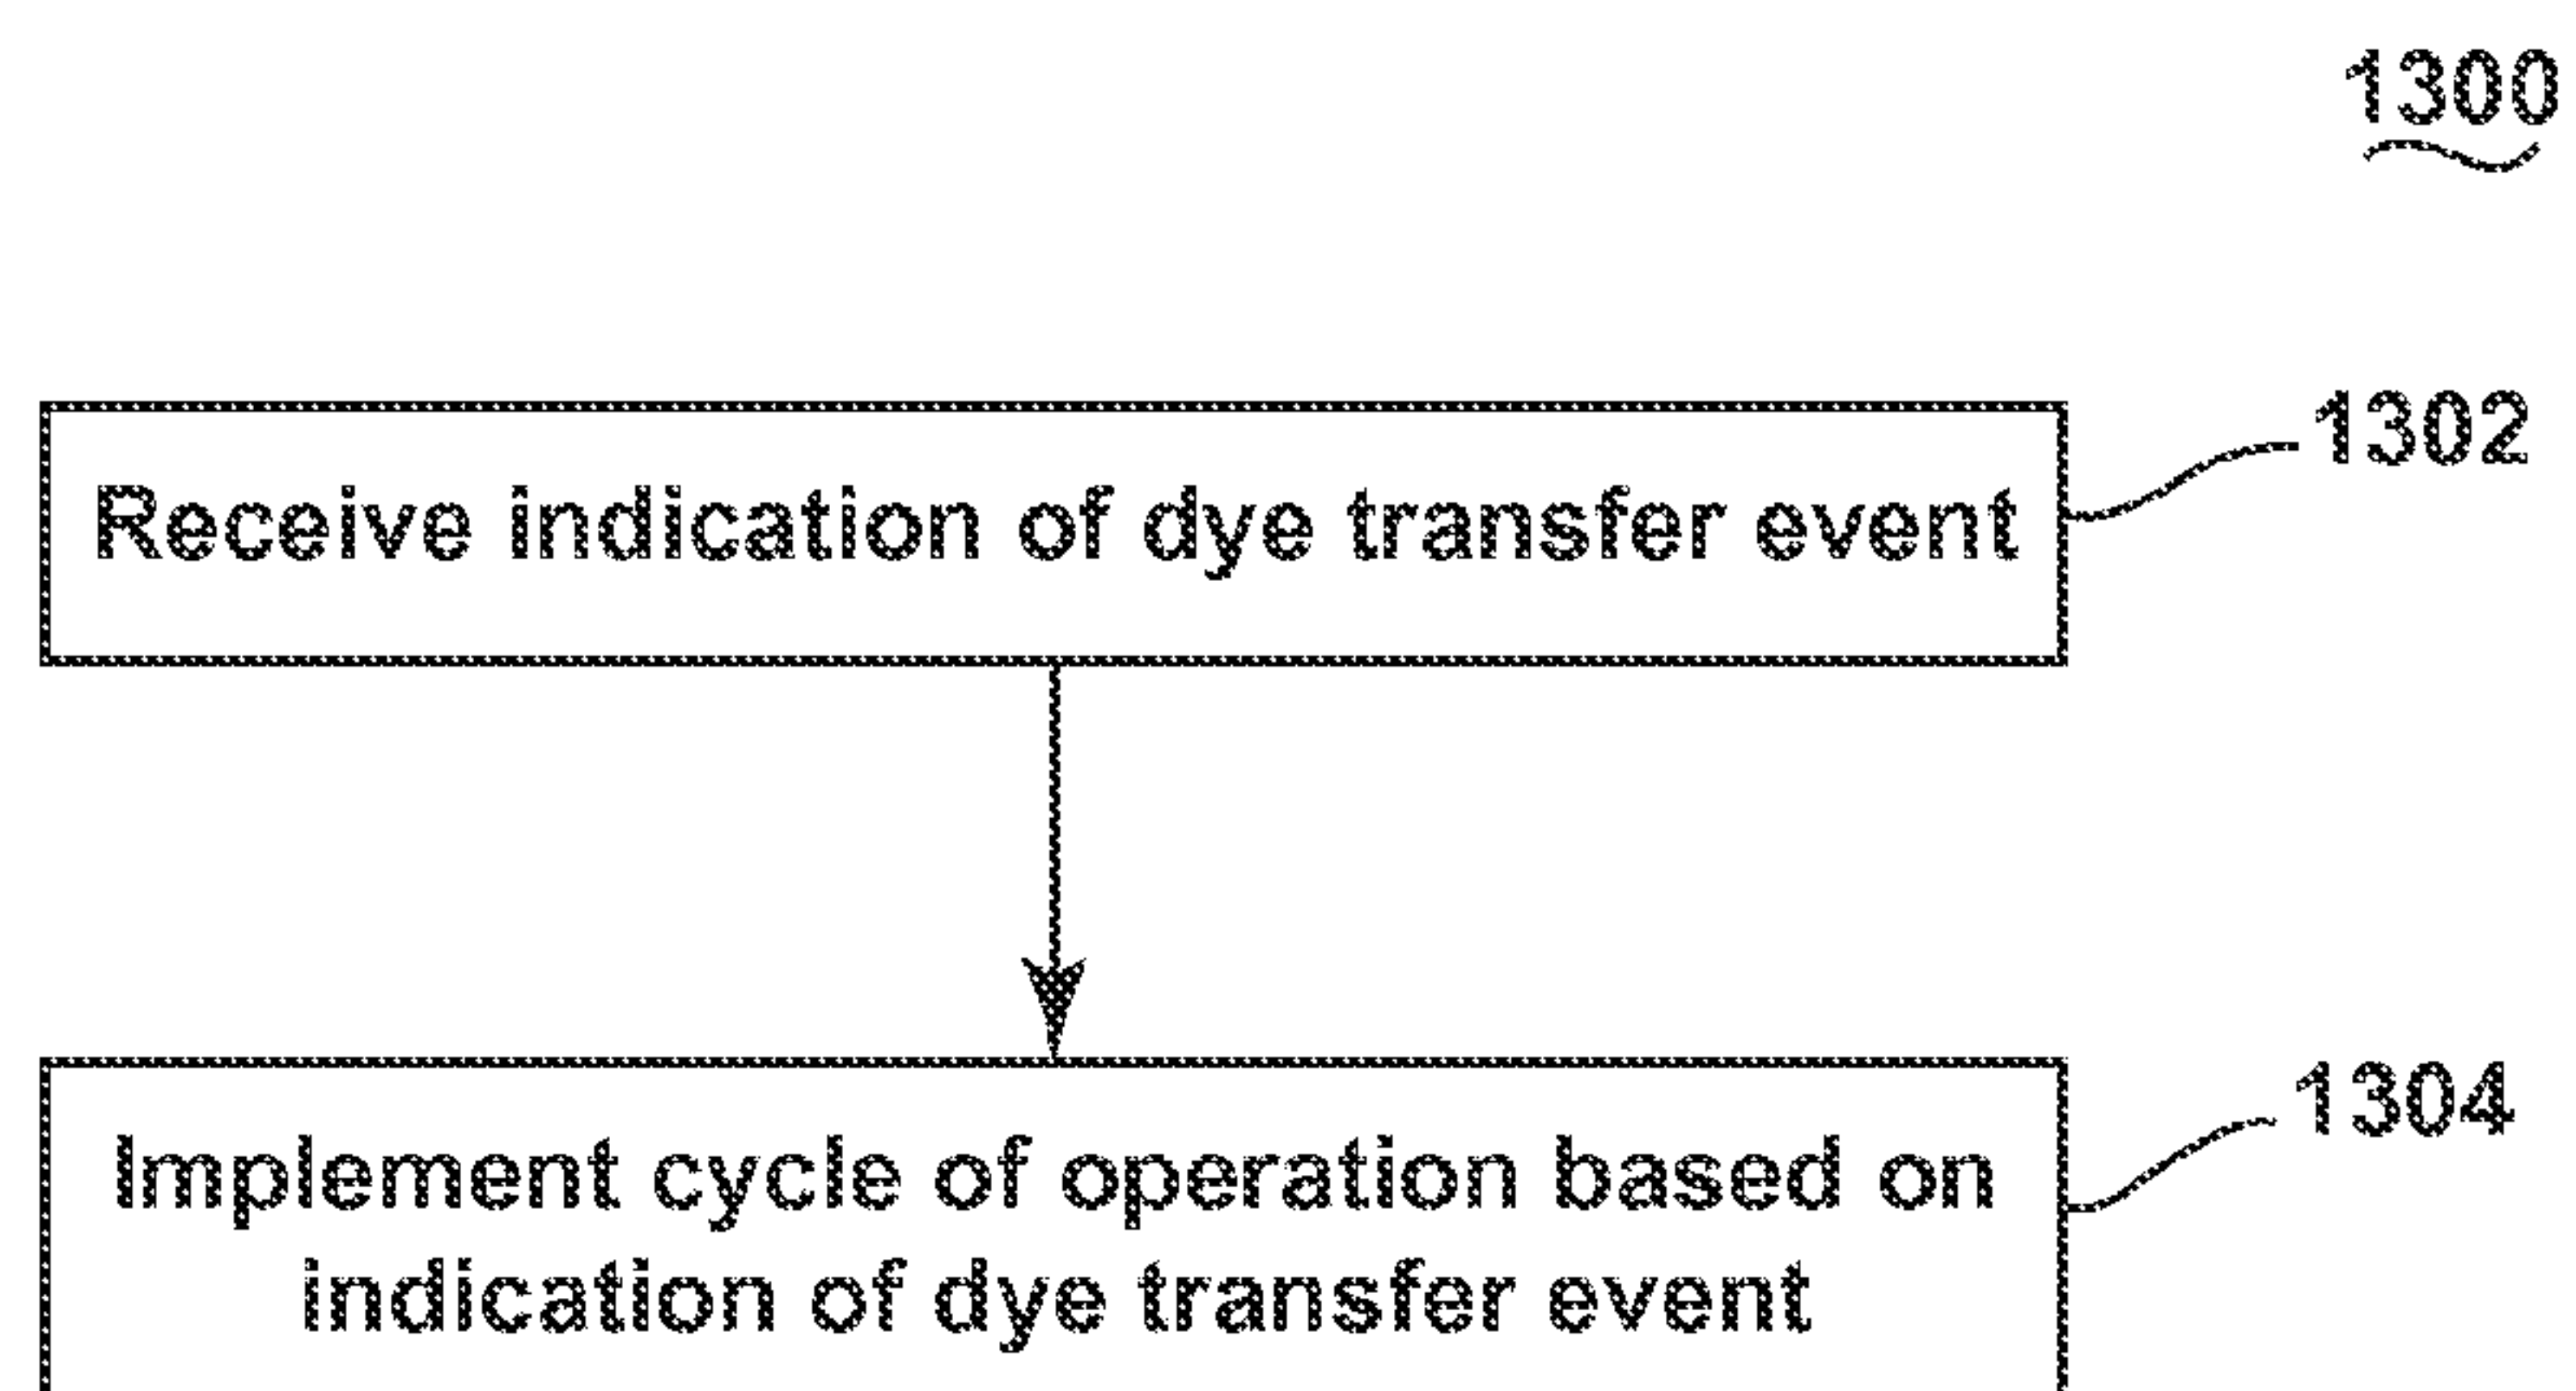 1300
Receive indication of dye transfer event
1302
Implement cycle of operation based on
indication of dye transfer event
1304